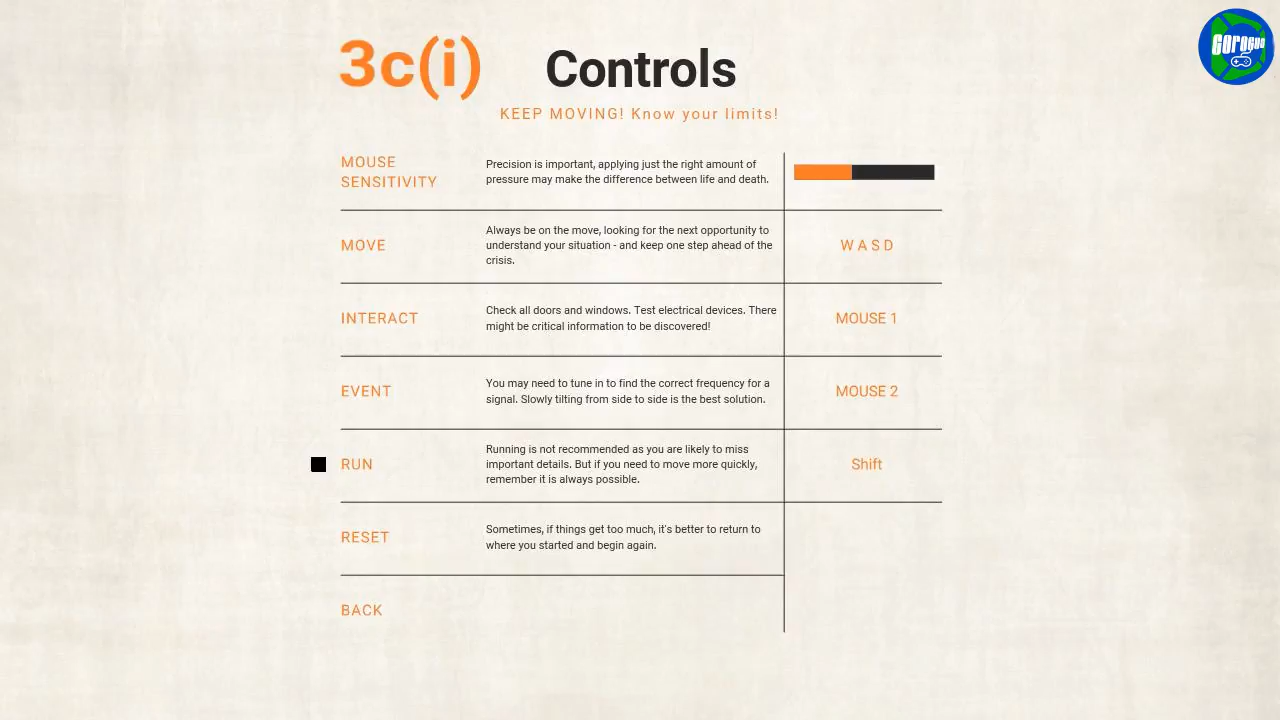 3c(i) Controls
KEEP MOVING! Know your limits!
MOUSE
SENSITIVITY
Precision is important, applying just the right amount of
pressure may make the difference between life and death.
MOVE
Always be on the move, looking for the next opportunity to
understand your situation - and keep one step ahead of the
crisis.
W A S D
INTERACT
Check all doors and windows. Test electrical devices. There
might be critical information to be discovered!
MOUSE 1
EVENT
You may need to tune in to find the correct frequency for a
signal. Slowly tilting from side to side is the best solution.
MOUSE 2
RUN
Running is not recommended as you are likely to miss
important details. But if you need to move more quickly,
remember it is always possible.
Shift
RESET
Sometimes, if things get too much, it's better to return to
where you started and begin again.
BACK